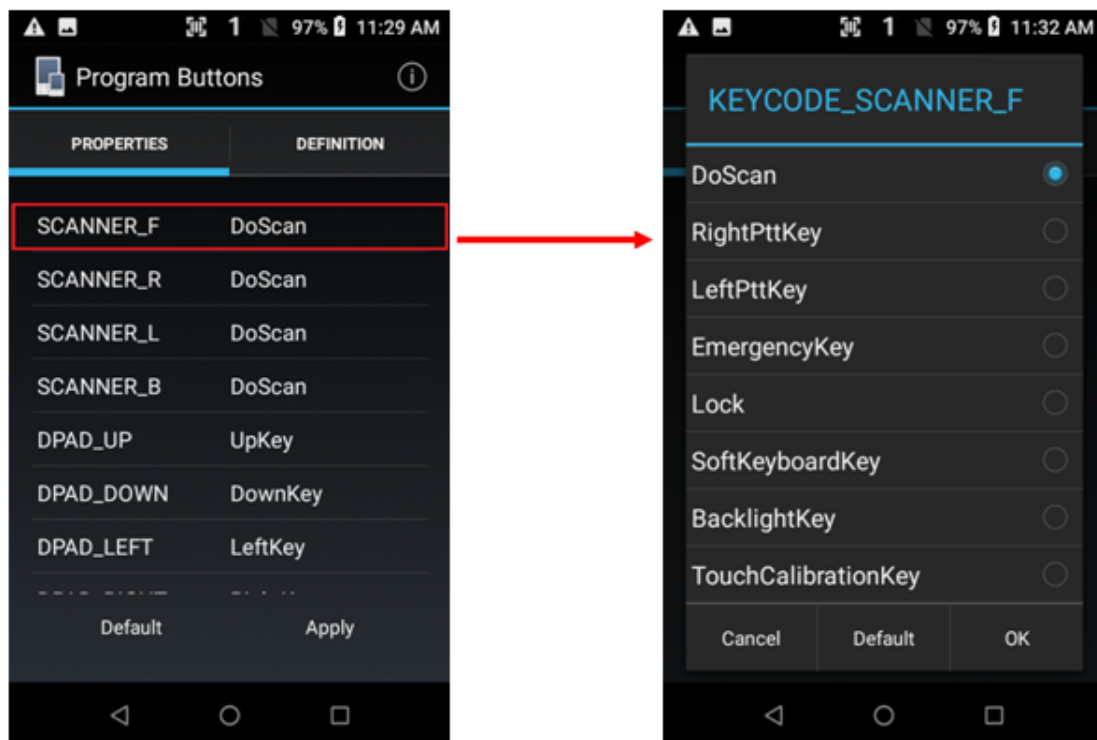 1 97% 11:29 AM
Program Buttons
PROPERTIES DEFINITION
SCANNER_F DoScan
SCANNER_R DoScan
SCANNER_L DoScan
SCANNER_B DoScan
DPAD_UP UpKey
DPAD_DOWN DownKey
DPAD_LEFT LeftKey
Default Apply
1 97% 11:32 AM
KEYCODE_SCANNER_F
DoScan
RightPttKey
LeftPttKey
EmergencyKey
Lock
SoftKeyboardKey
BacklightKey
TouchCalibrationKey
Cancel Default OK